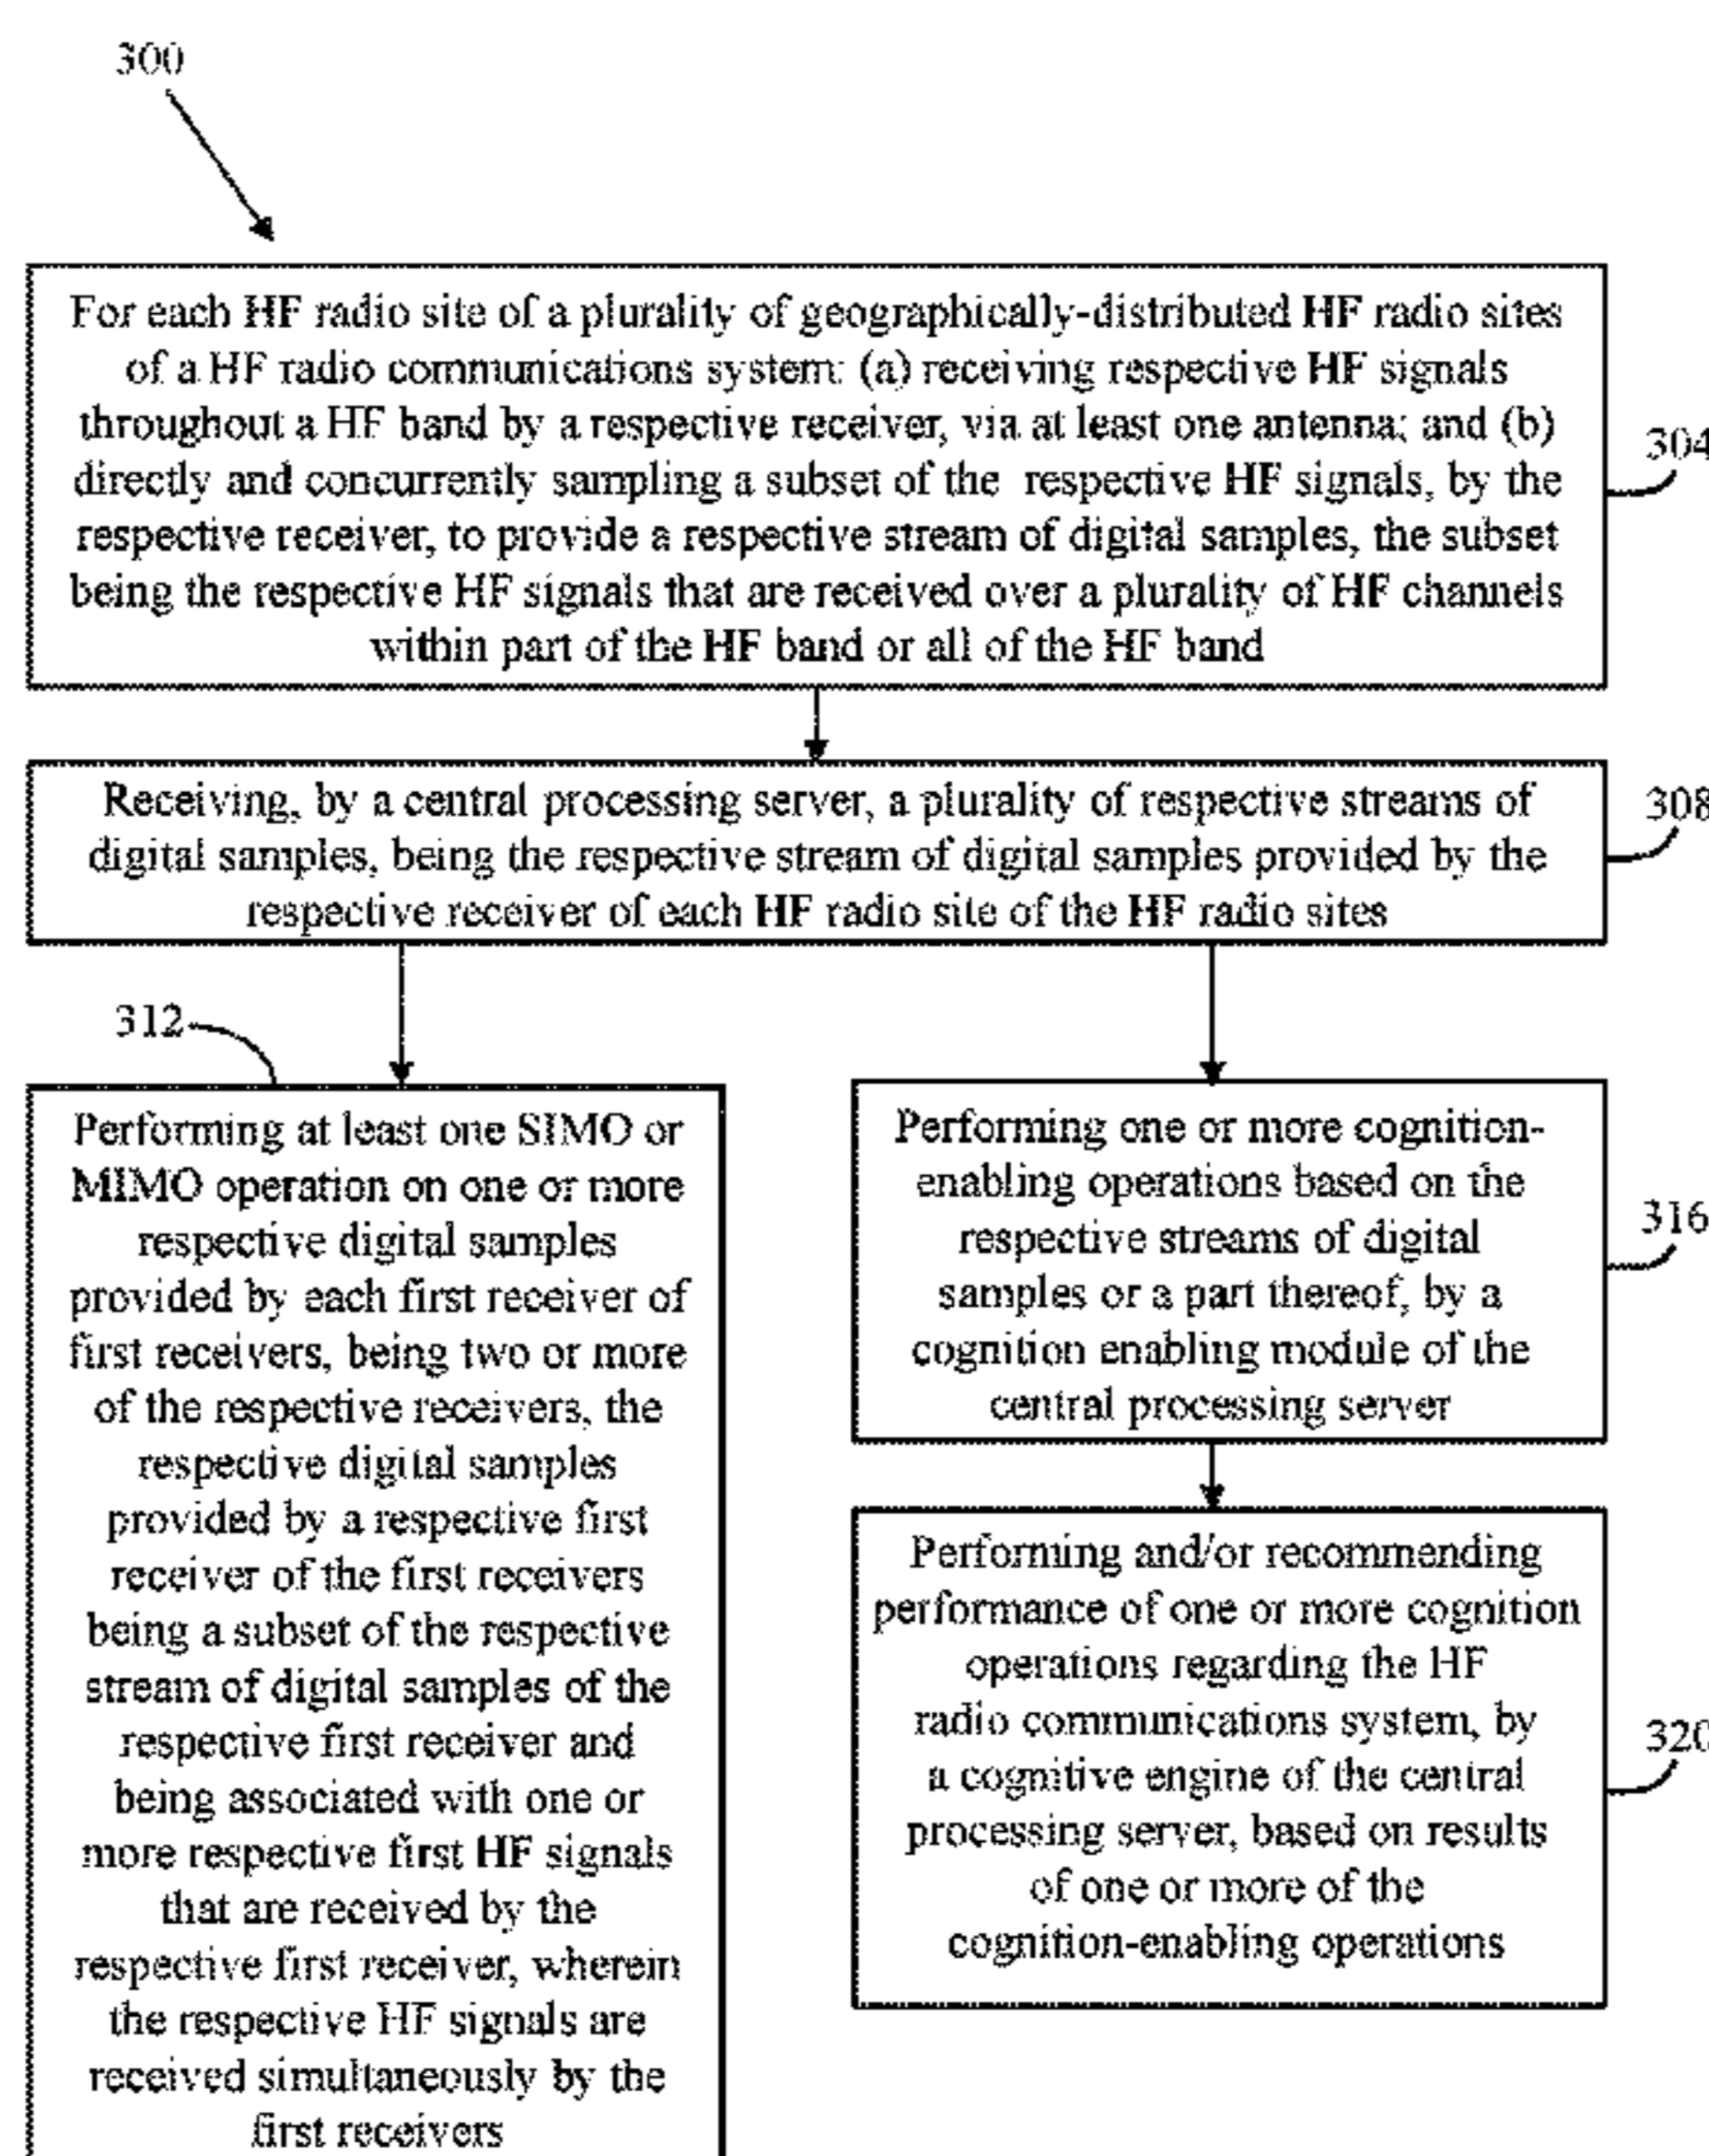 300
For each HF radio site of a plurality of geographically-distributed HF radio sites
of a HF radio communications system: (a) receiving respective HF signals
throughout a HF band by a respective receiver, via at least one antenna; and (b)
directly and concurrently sampling a subset of the respective HF signals, by the
respective receiver, to provide a respective stream of digital samples, the subset
being the respective HF signals that are received over a plurality of HF channels
within part of the HF band or all of the HF band
304
Receiving, by a central processing server, a plurality of respective streams of
digital samples, being the respective stream of digital samples provided by the
respective receiver of each HF radio site of the HF radio sites
308
312
Performing at least one SIMO or
MIMO operation on one or more
respective digital samples
provided by each first receiver of
first receivers, being two or more
of the respective receivers, the
respective digital samples
provided by a respective first
receiver of the first receivers
being a subset of the respective
stream of digital samples of the
respective first receiver and
being associated with one or
more respective first HF signals
that are received by the
respective first receiver, wherein
the respective HF signals are
received simultaneously by the
first receivers
Performing one or more cognition-
enabling operations based on the
respective streams of digital
samples or a part thereof, by a
cognition enabling module of the
central processing server
316
Performing and/or recommending
performance of one or more cognition
operations regarding the HF
radio communications system, by
a cognitive engine of the central
processing server, based on results
of one or more of the
cognition-enabling operations
320